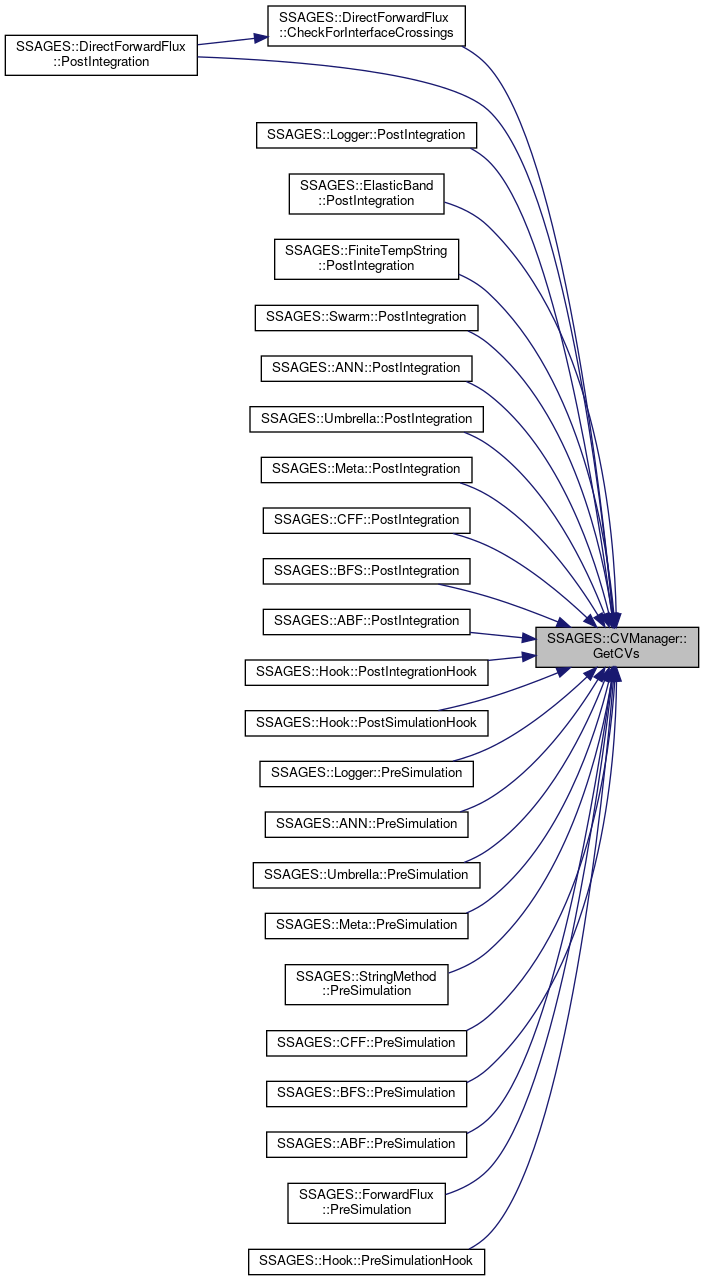 SSAGES::DirectForwardFlux
::CheckForInterfaceCrossings
SSAGES::DirectForwardFlux
::PostIntegration
SSAGES::Logger::PostIntegration
SSAGES::ElasticBand
::PostIntegration
SSAGES::FiniteTempString
::PostIntegration
SSAGES::Swarm::PostIntegration
SSAGES::ANN::PostIntegration
SSAGES::Umbrella::PostIntegration
SSAGES::Meta::PostIntegration
SSAGES::CFF::PostIntegration
SSAGES::BFS::PostIntegration
SSAGES::ABF::PostIntegration
SSAGES::CVManager::
GetCVs
SSAGES::Hook::PostIntegrationHook
SSAGES::Hook::PostSimulationHook
SSAGES::Logger::PreSimulation
SSAGES::ANN::PreSimulation
SSAGES::Umbrella::PreSimulation
SSAGES::Meta::PreSimulation
SSAGES::StringMethod
::PreSimulation
SSAGES::CFF::PreSimulation
SSAGES::BFS::PreSimulation
SSAGES::ABF::PreSimulation
SSAGES::ForwardFlux
::PreSimulation
SSAGES::Hook::PreSimulationHook